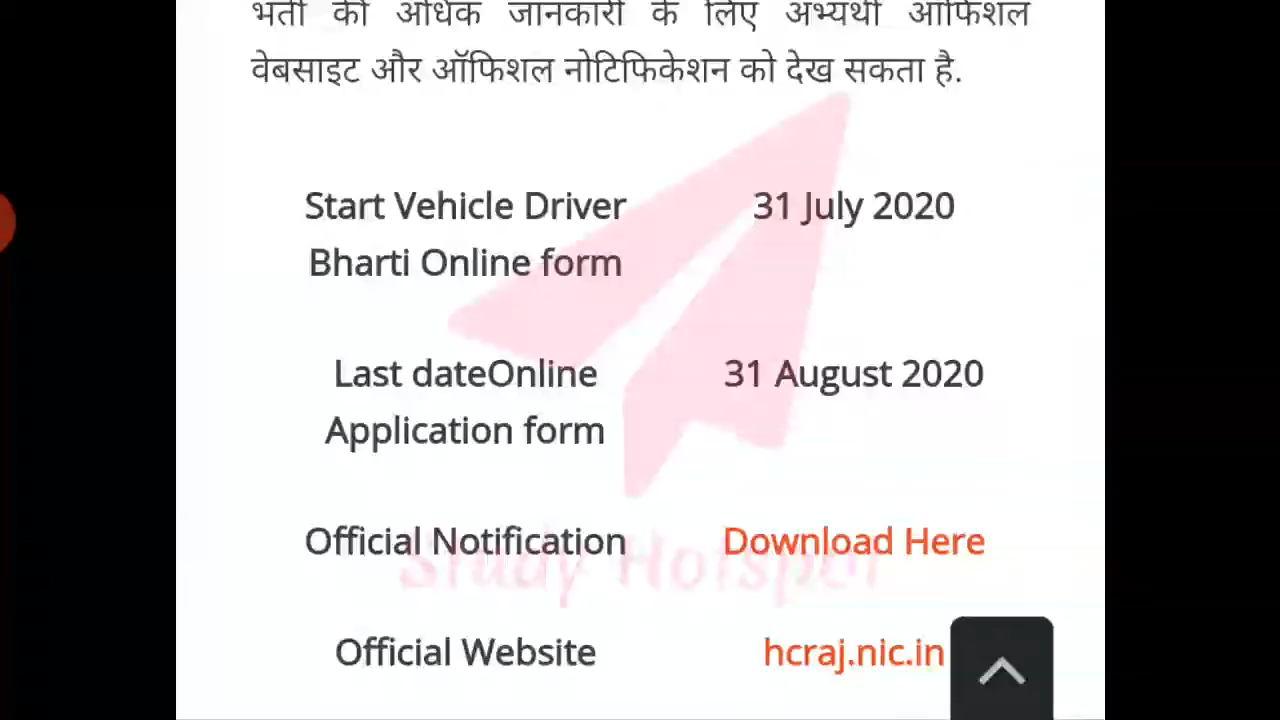 भर्ती की अधिक जानकारी के लिए अभ्यर्थी ऑफिशल
वेबसाइट और ऑफिशल नोटिफिकेशन को देख सकता है.
Start Vehicle Driver 31 July 2020
Bharti Online form
Last dateOnline 31 August 2020
Application form
Official Notification Download Here
Study Hotspot
Official Website hcraj.nic.in